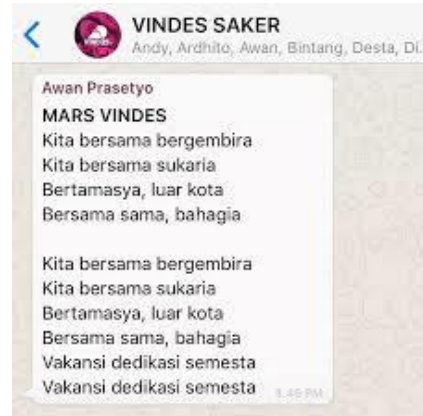 VINDES SAKER
Andy, Ardhito, Awan, Bintang, Desta, Di..
Awan Prasetyo
MARS VINDES
Kita bersama bergembira
Kita bersama sukaria
Bertamasya, luar kota
Bersama sama, bahagia
Kita bersama bergembira
Kita bersama sukaria
Bertamasya, luar kota
Bersama sama, bahagia
Vakansi dedikasi semesta
Vakansi dedikasi semesta